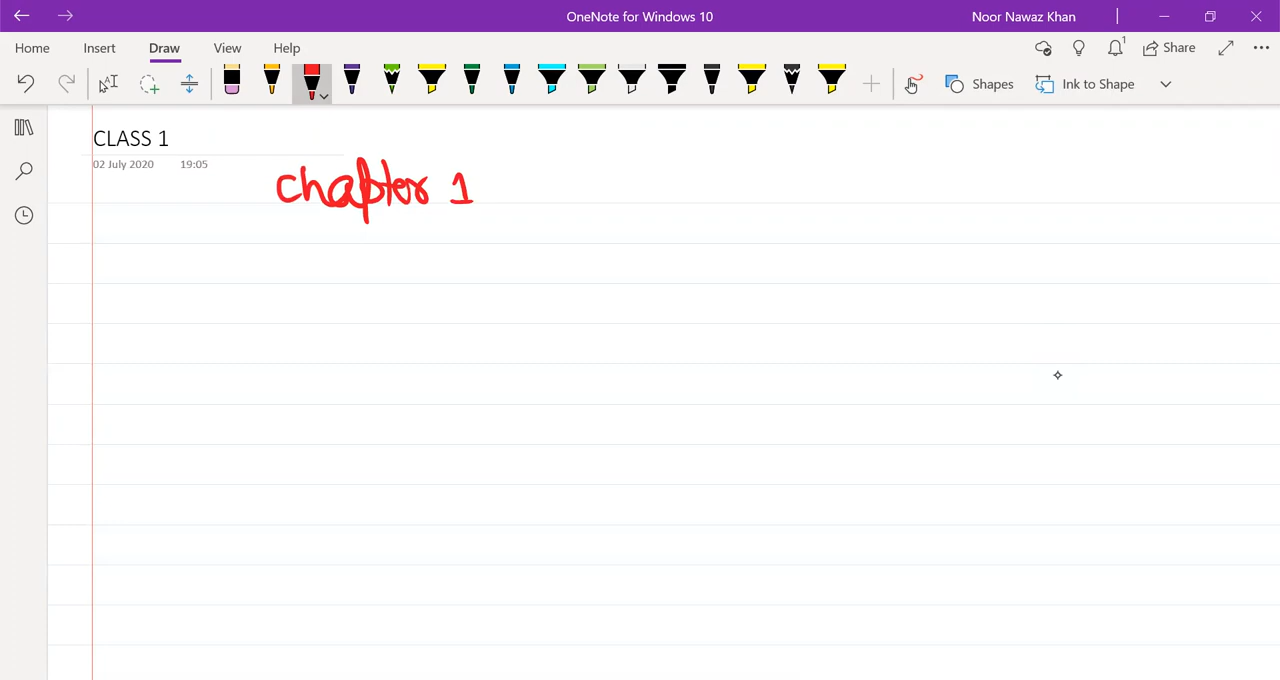 OneNote for Windows 10
Noor Nawaz Khan
Home Insert Draw View Help
1
Share
Shapes
Ink to Shape
CLASS 1
02 July 2020 19:05
Chapter 1